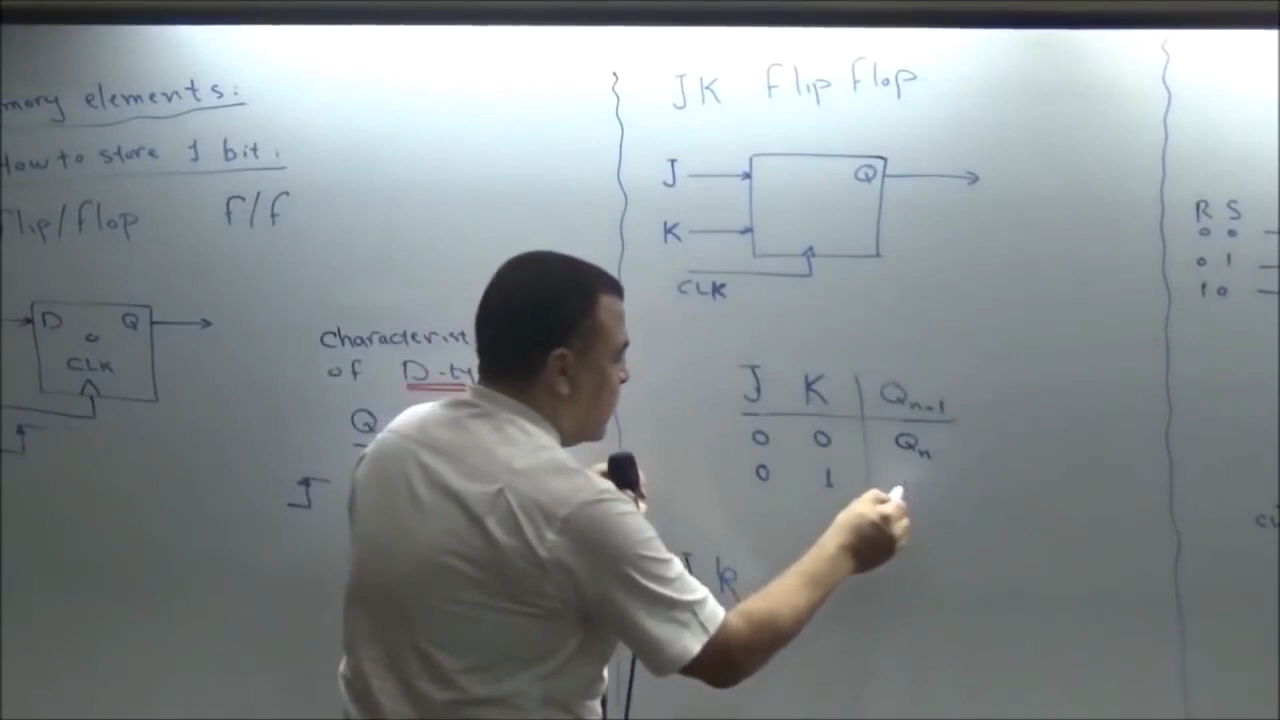 mory elements:
How to store 1 bit:
flip/flop f/f
D Q
CLK
characterist
of D-ty
Q
JK flip flop
J Q
K
CLK
J K Qn+1
0 0 Qn
0 1
J K
R S
0 0
0 1
1 0